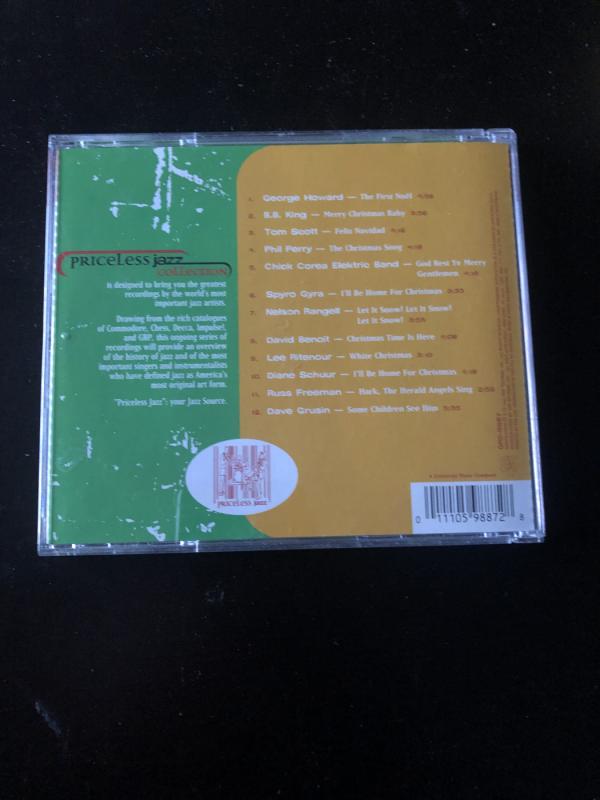 PRICELESS jazz
COLLECTION
is designed to bring you the greatest
recordings by the world's most
important jazz artists.
Drawing from the rich catalogues
of Commodore, Chess, Decca, Impulse!,
and GRP, this ongoing series of
recordings will provide an overview
of the history of jazz and of the most
important singers and instrumentalists
who have defined Jazz as America's
most original art form.
"Priceless Jazz": your Jazz Source.
PRICELESS JAZZ
1. George Howard — The First Noël
2. B.B. King — Merry Christmas Baby
3. Tom Scott — Feliz Navidad
4. Phil Perry — The Christmas Song
5. Chick Corea Elektric Band — God Rest Ye Merry
Gentlemen
6. Spyro Gyra — I'll Be Home For Christmas
7. Nelson Rangell — Let It Snow! Let It Snow!
Let It Snow!
8. David Benoit — Christmas Time Is Here
9. Lee Ritenour — White Christmas
10. Diane Schuur — I'll Be Home For Christmas
11. Russ Freeman — Hark, The Herald Angels Sing
12. Dave Grusin — Some Children See Him
0 11105 98872 8